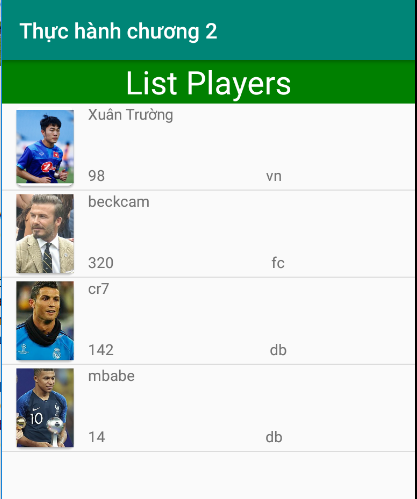 Thực hành chương 2
List Players
Xuân Trường
98 vn
beckcam
320 fc
cr7
142 db
mbabe
10
14 db